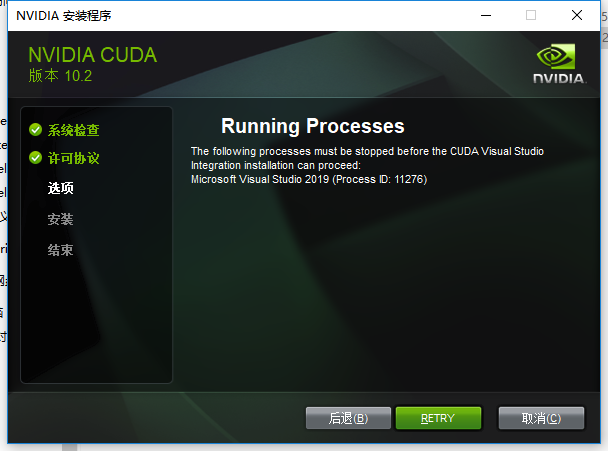 NVIDIA 安装程序
NVIDIA CUDA
版本 10.2
NVIDIA.
系统检查
许可协议
选项
安装
结束
Running Processes
The following processes must be stopped before the CUDA Visual Studio
Integration installation can proceed:
Microsoft Visual Studio 2019 (Process ID: 11276)
后退(B)
RETRY
取消(C)